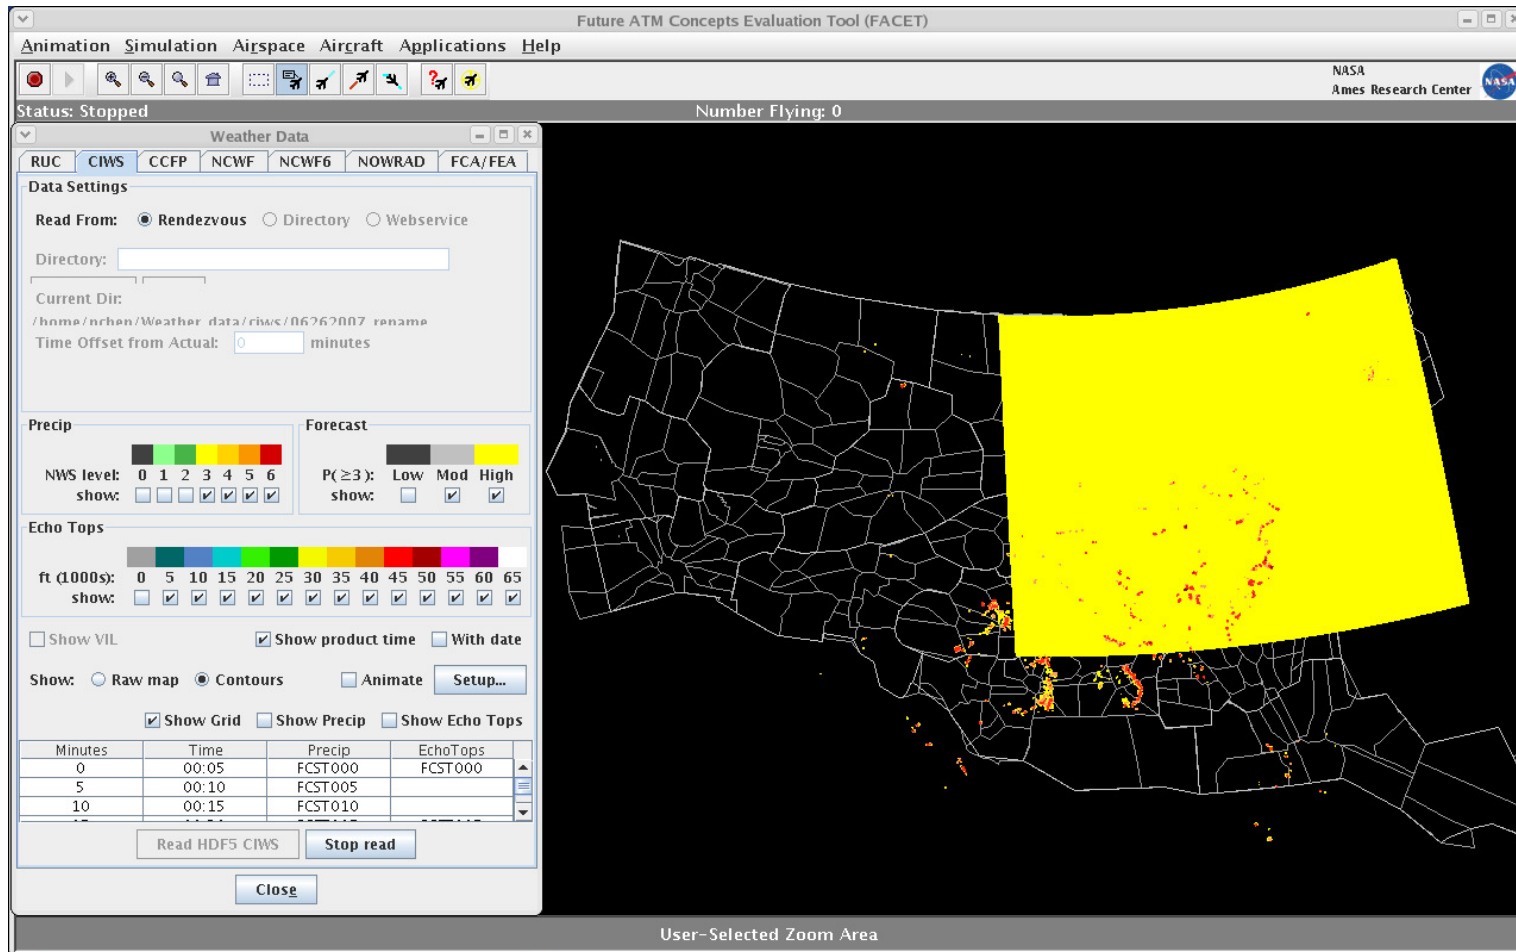 Future ATM Concepts Evaluation Tool (FACET)
Animation Simulation Airspace Aircraft Applications Help
NASA
Ames Research Center
NASA
Status: Stopped Number Flying: 0
Weather Data
RUC CIWS CCFP NCWF NCWF6 NOWRAD FCA/FEA
Data Settings
Read From: Rendezvous Directory Webservice
Directory:
Current Dir:
/home/nchen/Weather_data/ciws/06262007_rename
Time Offset from Actual: 0 minutes
Precip Forecast
NWS level: 0 1 2 3 4 5 6 P(≥3): Low Mod High
show: show:
Echo Tops
ft (1000s): 0 5 10 15 20 25 30 35 40 45 50 55 60 65
show:
Show VIL Show product time With date
Show: Raw map Contours Animate Setup...
Show Grid Show Precip Show Echo Tops
Minutes Time Precip EchoTops
0 00:05 FCST000 FCST000
5 00:10 FCST005
10 00:15 FCST010
Read HDF5 CIWS Stop read
Close
User-Selected Zoom Area